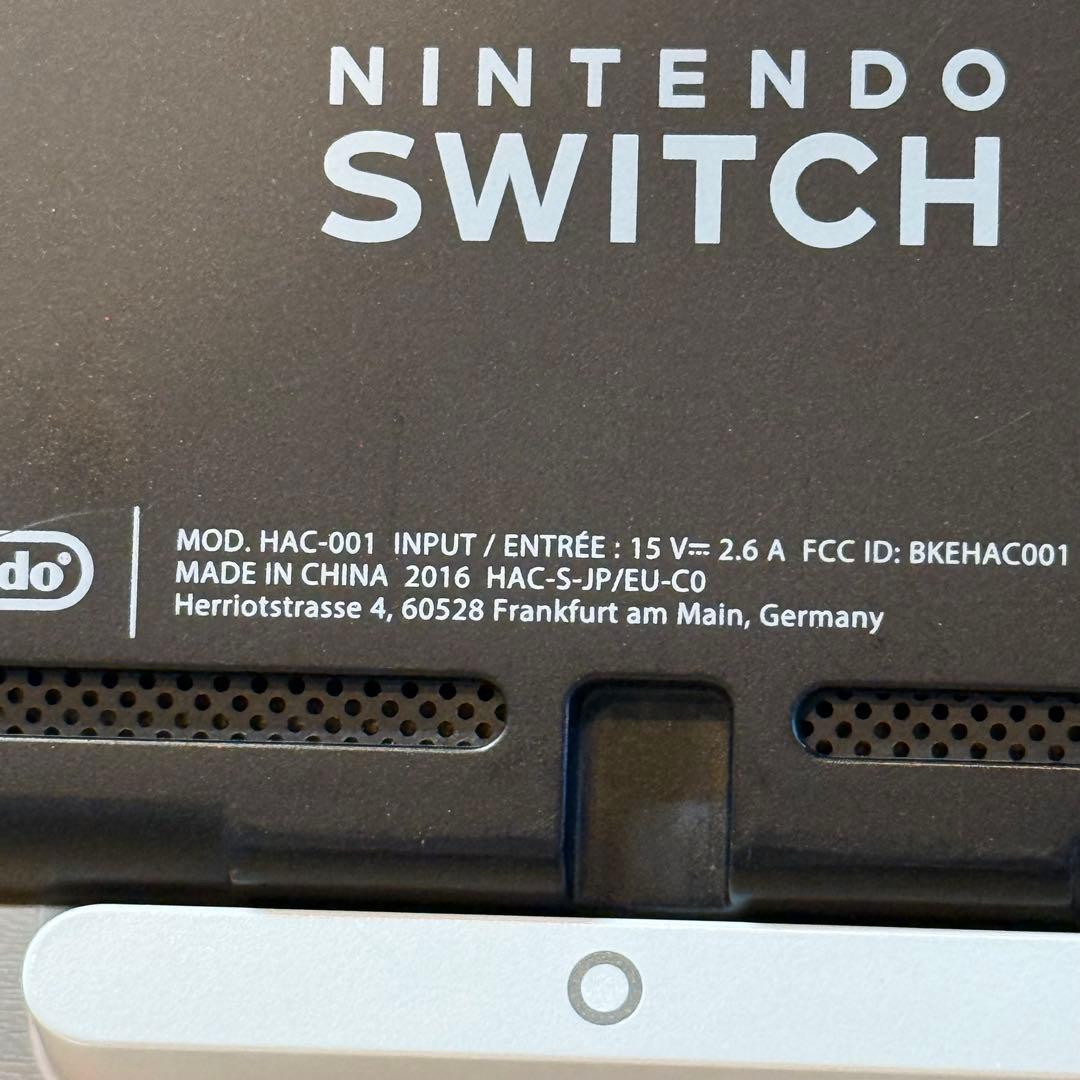 NINTENDO
SWITCH
do®
MOD. HAC-001 INPUT / ENTRÉE : 15 V⎓ 2.6 A FCC ID: BKEHAC001
MADE IN CHINA 2016 HAC-S-JP/EU-C0
Herriotstrasse 4, 60528 Frankfurt am Main, Germany